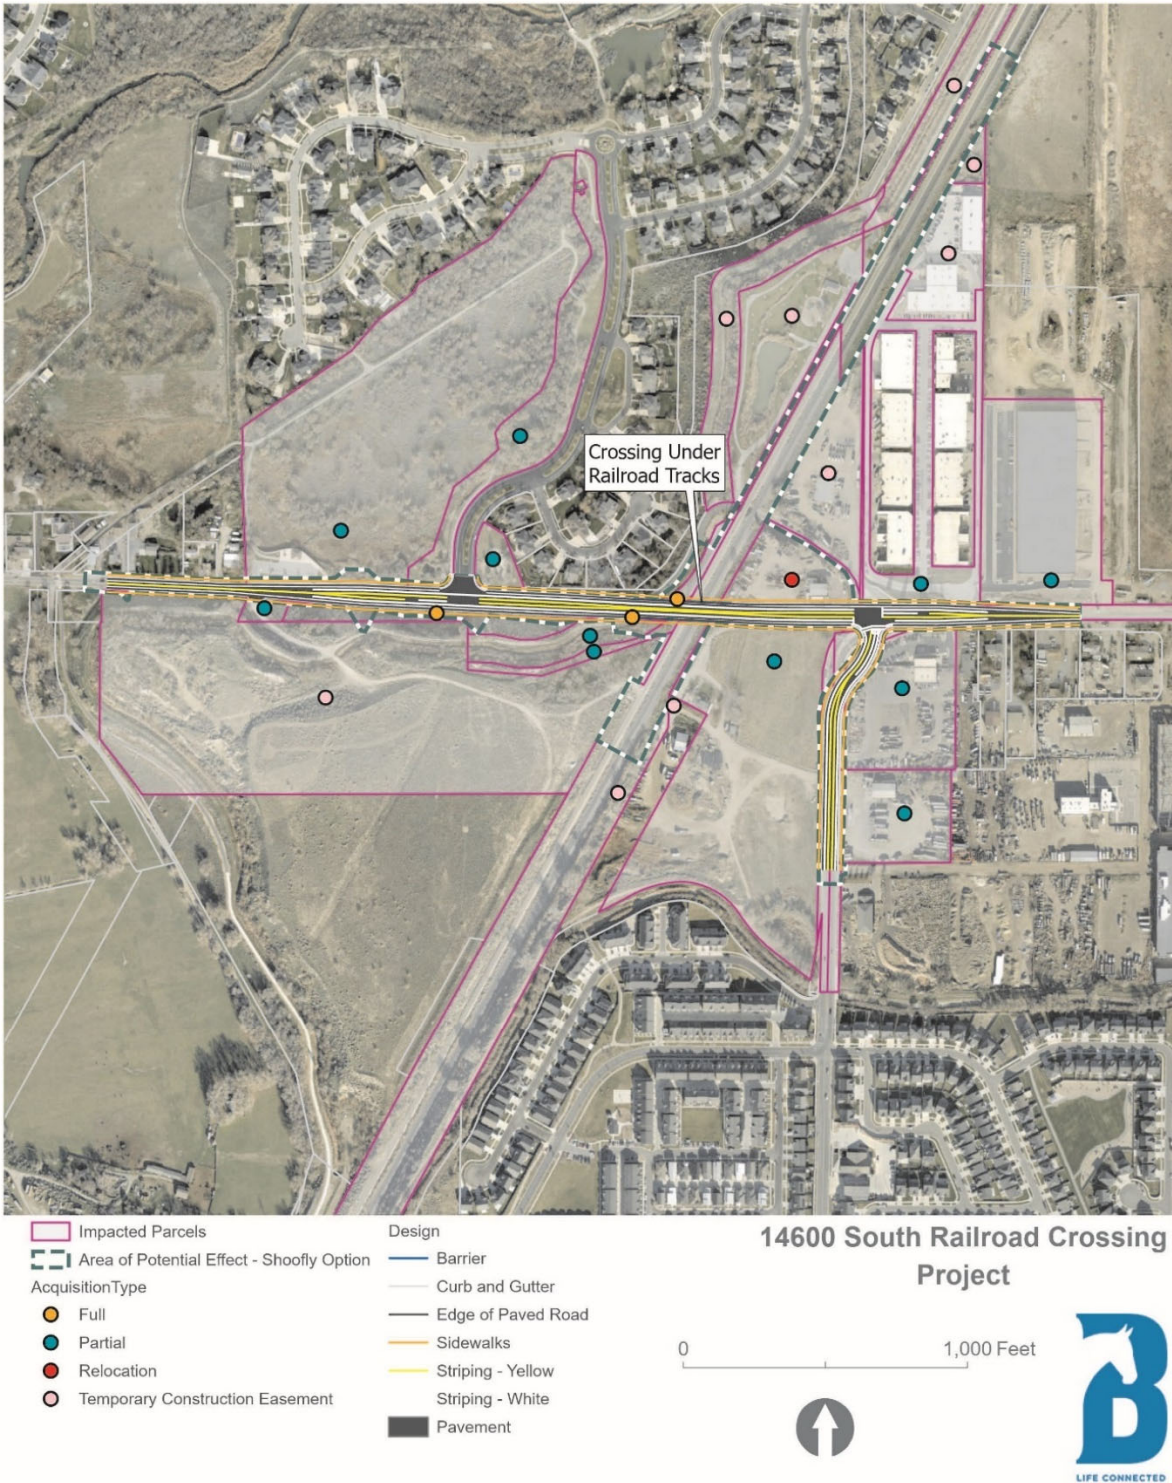 Crossing Under
Railroad Tracks
Impacted Parcels
Area of Potential Effect - Shoofly Option
AcquisitionType
Full
Partial
Relocation
Temporary Construction Easement
Design
Barrier
Curb and Gutter
Edge of Paved Road
Sidewalks
Striping - Yellow
Striping - White
Pavement
14600 South Railroad Crossing
Project
0
1,000 Feet
B
LIFE CONNECTED